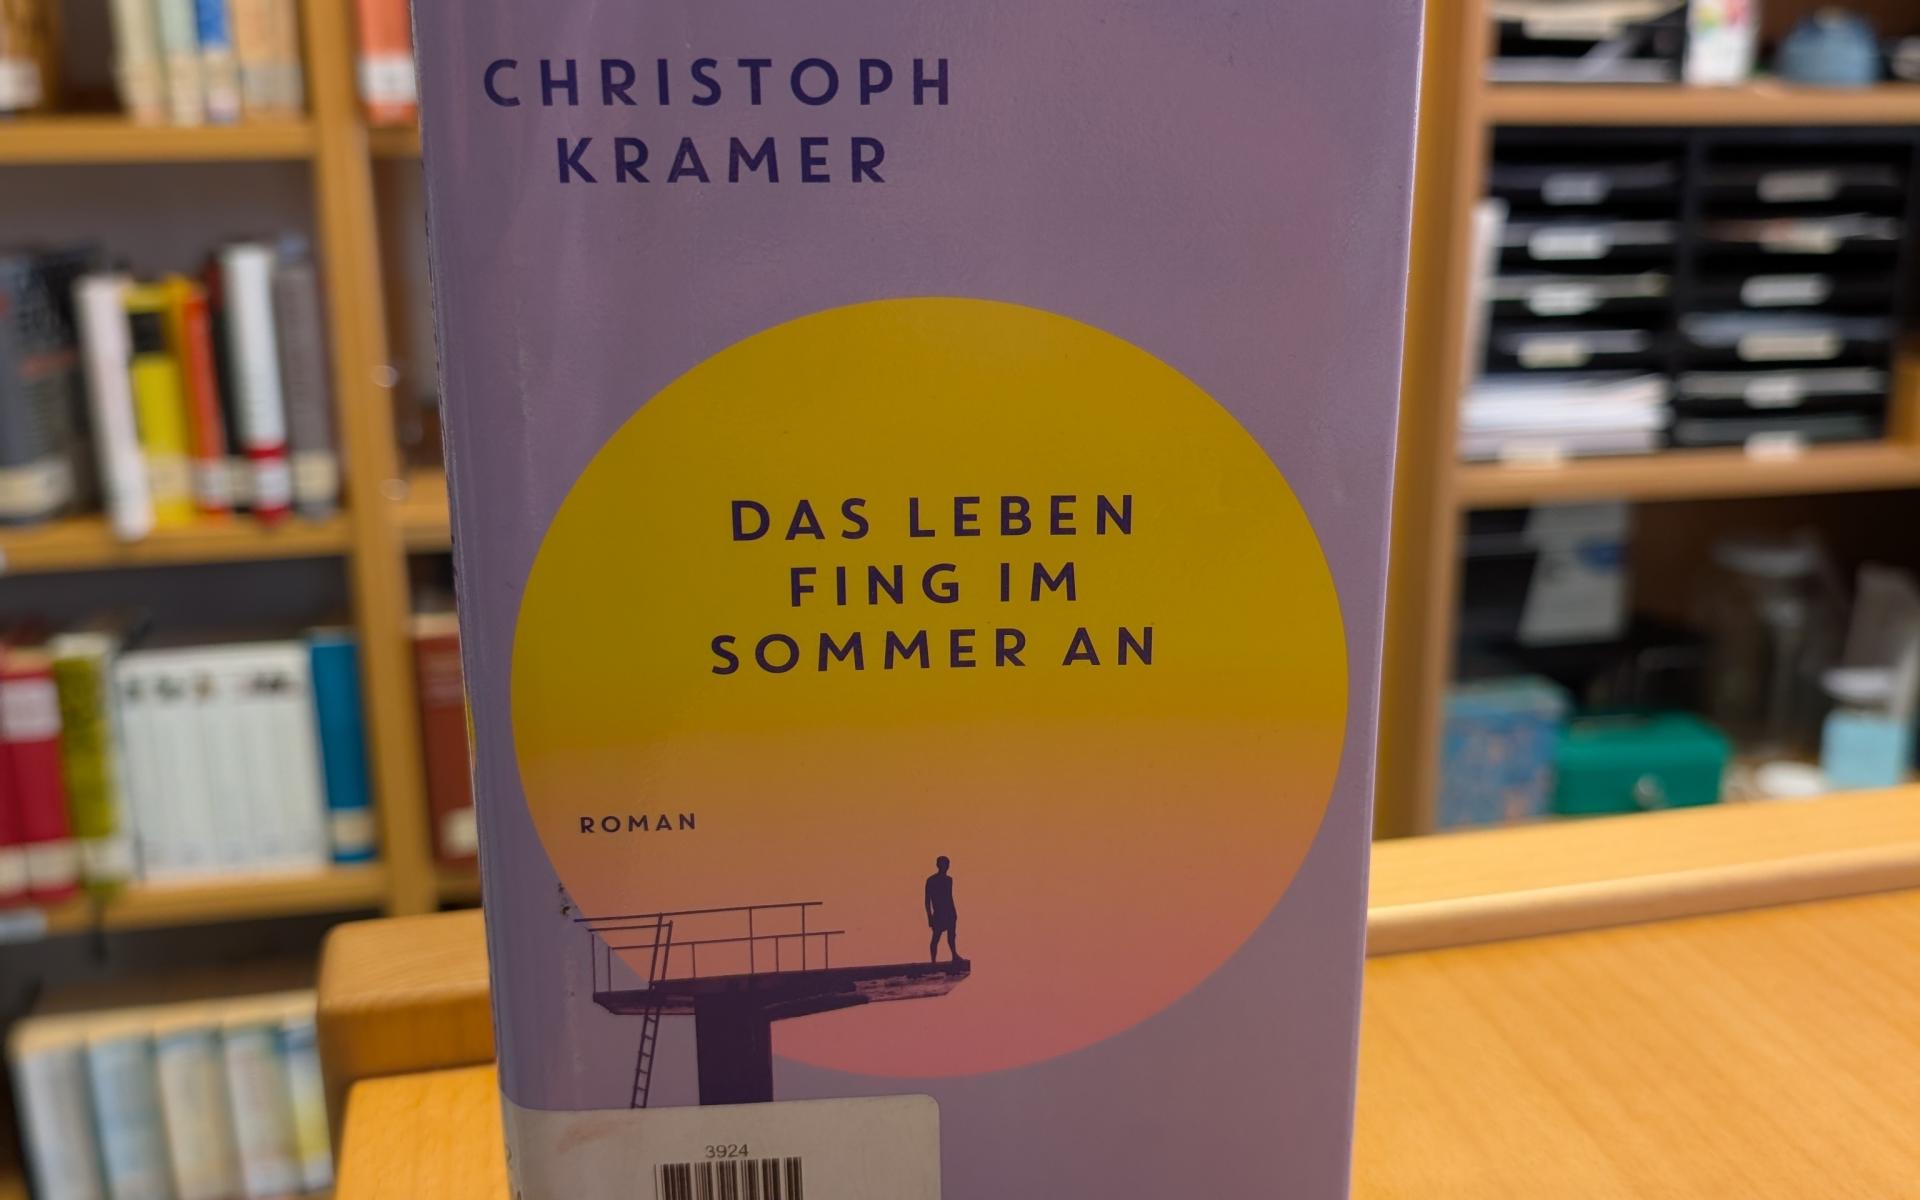 CHRISTOPH
KRAMER
DAS LEBEN
FING IM
SOMMER AN
ROMAN
3924